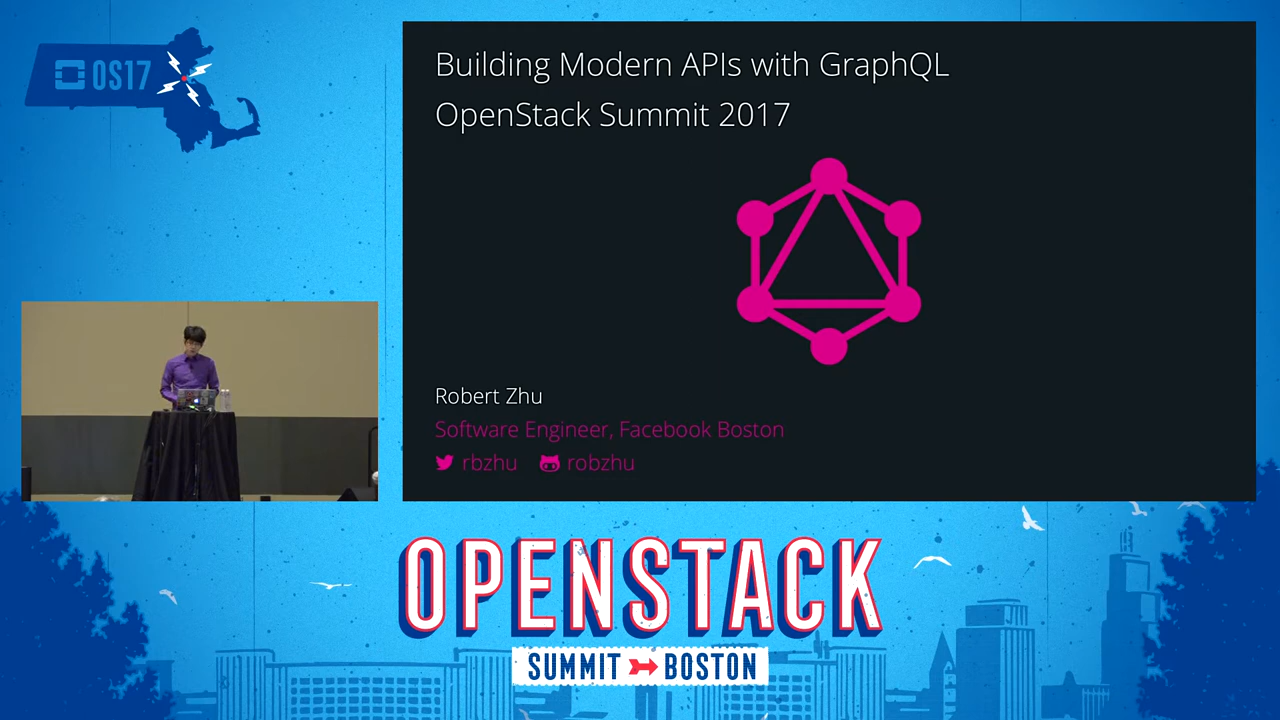 OS17
Building Modern APIs with GraphQL
OpenStack Summit 2017
Robert Zhu
Software Engineer, Facebook Boston
rbzhu robzhu
OPENSTACK
SUMMIT BOSTON